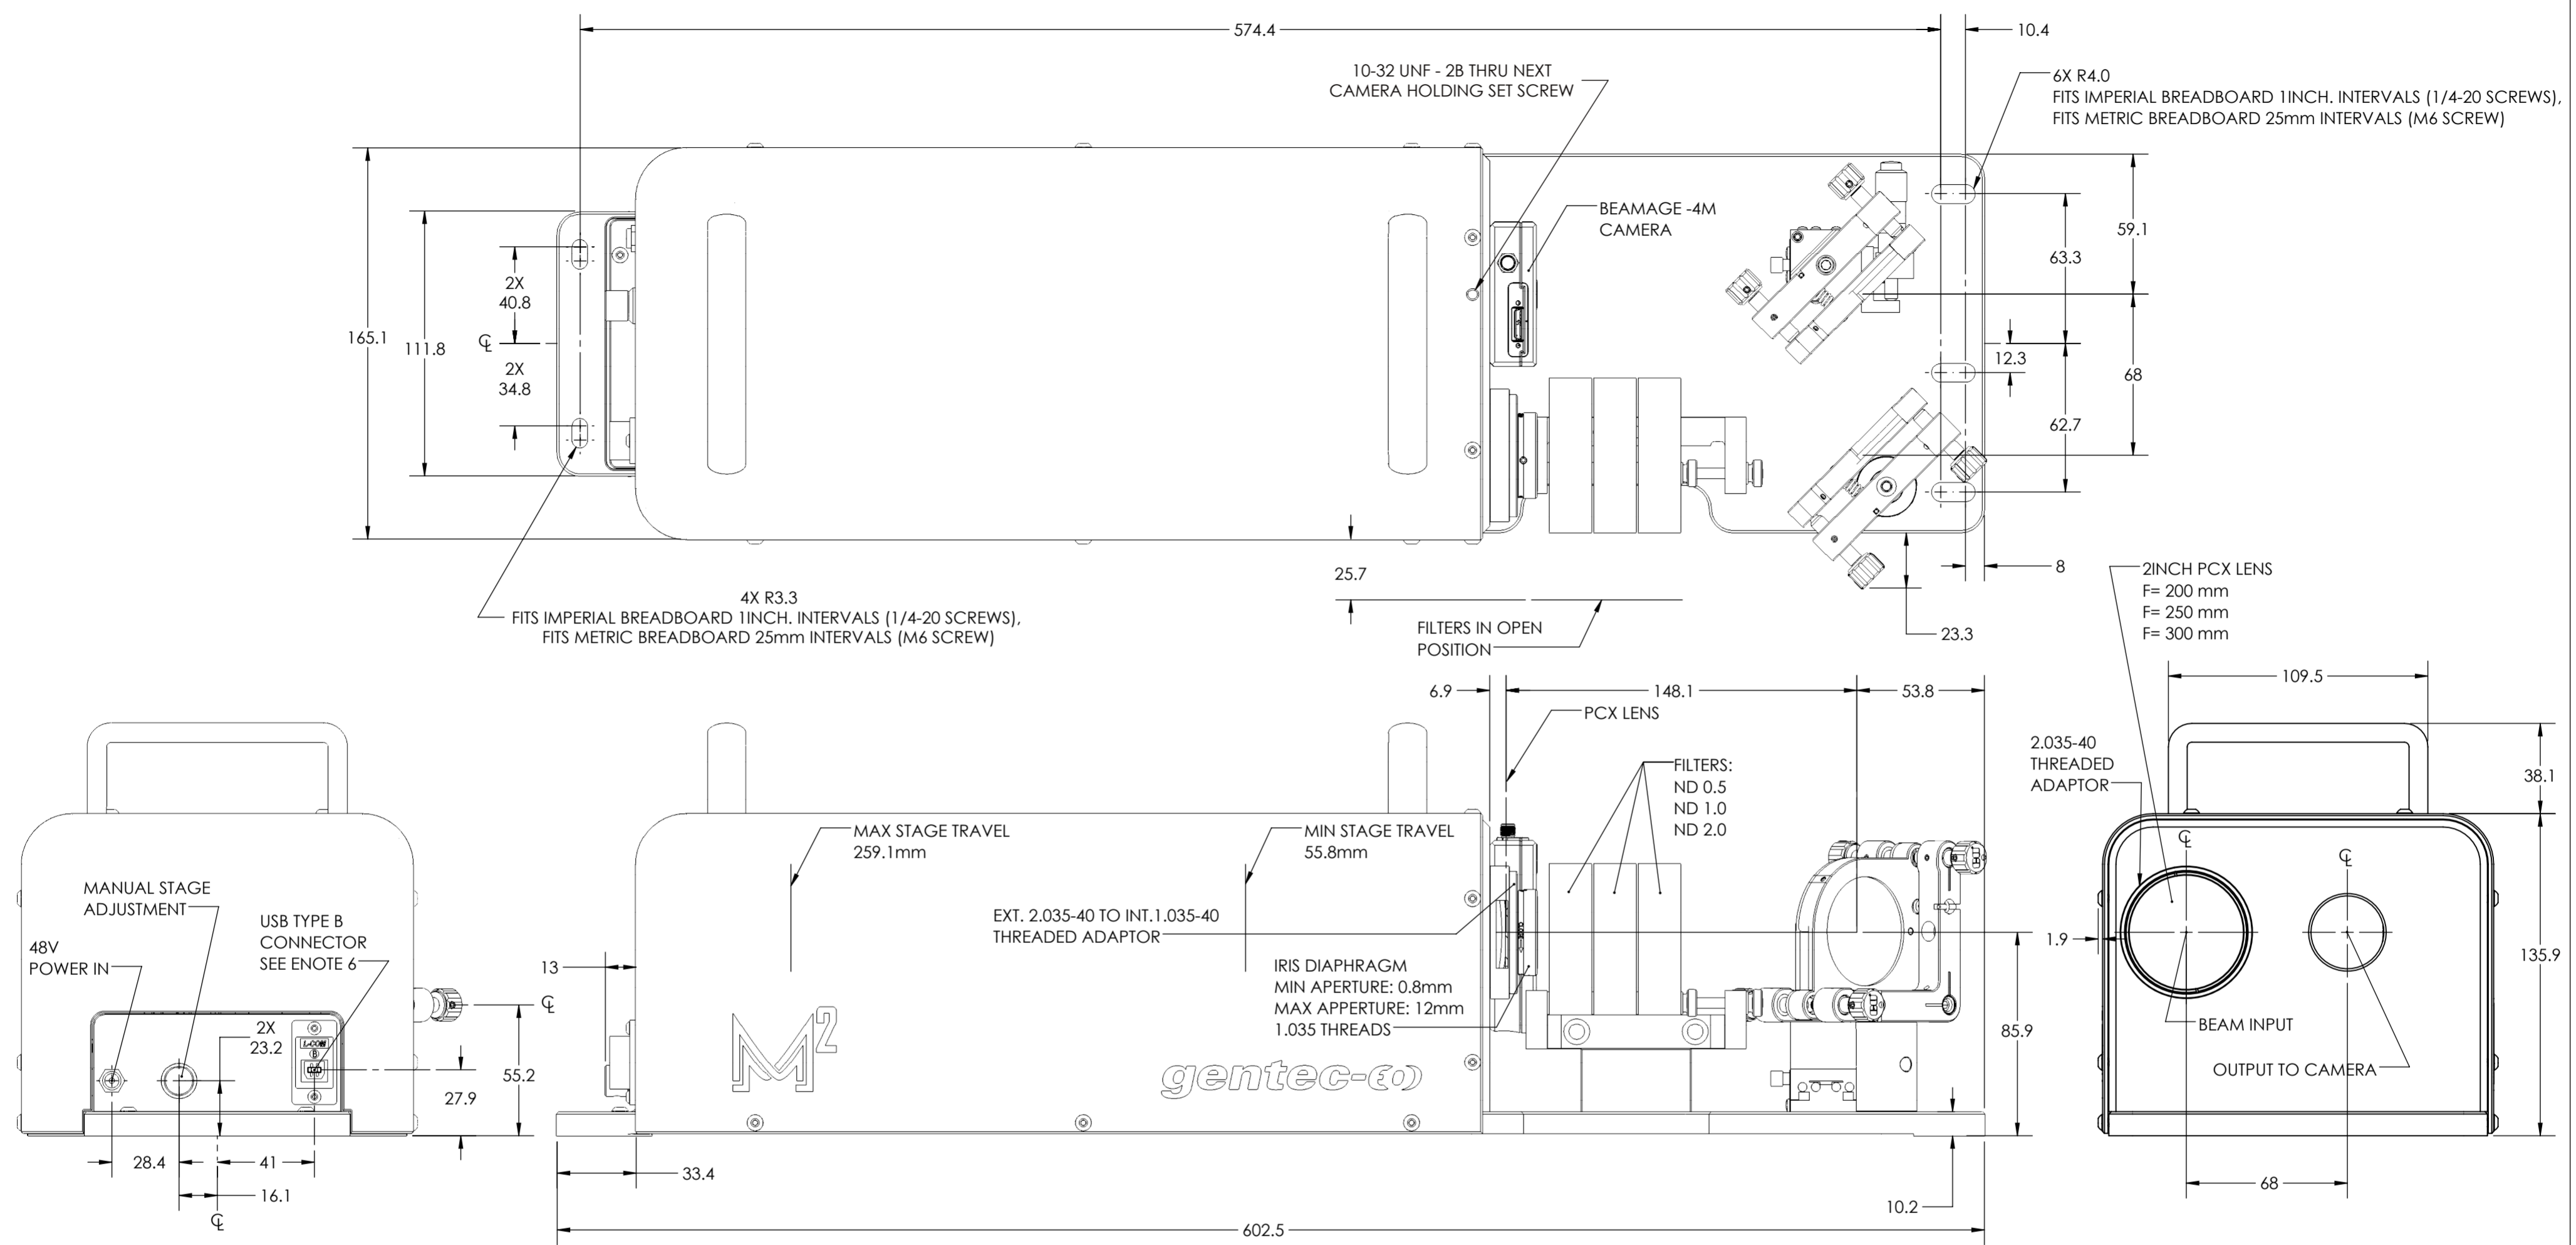 574.4
10.4
10-32 UNF - 2B THRU NEXT
CAMERA HOLDING SET SCREW
6X R4.0
FITS IMPERIAL BREADBOARD 1INCH. INTERVALS (1/4-20 SCREWS),
FITS METRIC BREADBOARD 25mm INTERVALS (M6 SCREW)
BEAMAGE -4M
CAMERA
59.1
63.3
2X
40.8
165.1
111.8
℄
2X
34.8
12.3
68
62.7
25.7
8
4X R3.3
FITS IMPERIAL BREADBOARD 1INCH. INTERVALS (1/4-20 SCREWS),
FITS METRIC BREADBOARD 25mm INTERVALS (M6 SCREW)
FILTERS IN OPEN
POSITION
23.3
2INCH PCX LENS
F= 200 mm
F= 250 mm
F= 300 mm
MANUAL STAGE
ADJUSTMENT
USB TYPE B
CONNECTOR
SEE ENOTE 6
48V
POWER IN
2X
23.2
L-COM
B
℄
55.2
27.9
28.4
41
16.1
℄
6.9
148.1
53.8
PCX LENS
FILTERS:
ND 0.5
ND 1.0
ND 2.0
MAX STAGE TRAVEL
259.1mm
MIN STAGE TRAVEL
55.8mm
EXT. 2.035-40 TO INT.1.035-40
THREADED ADAPTOR
13
IRIS DIAPHRAGM
MIN APERTURE: 0.8mm
MAX APPERTURE: 12mm
1.035 THREADS
M2
gentec-eo
85.9
33.4
10.2
602.5
109.5
2.035-40
THREADED
ADAPTOR
38.1
℄
℄
1.9
135.9
BEAM INPUT
OUTPUT TO CAMERA
68